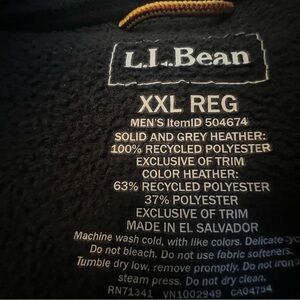 L.L.Bean
XXL REG
MEN'S ItemID 504674
SOLID AND GREY HEATHER:
100% RECYCLED POLYESTER
EXCLUSIVE OF TRIM
COLOR HEATHER:
63% RECYCLED POLYESTER
37% POLYESTER
EXCLUSIVE OF TRIM
MADE IN EL SALVADOR
Machine wash cold, with like colors. Delicate
Do not bleach. Do not use fabric softeners.
Tumble dry low, remove promptly. Do not iron
steam press. Do not dry clean.
RN71341 VN1002949 CA04754